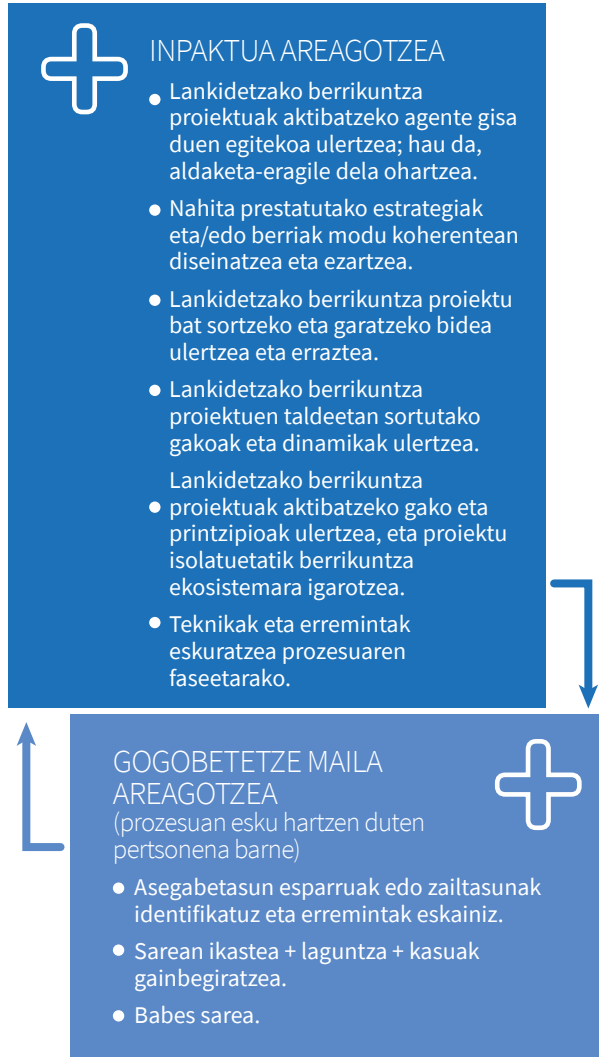 INPAKTUA AREAGOTZEA
Lankidetzako berrikuntza
proiektuak aktibatzeko agente gisa
duen egitekoa ulertzea; hau da,
aldaketa-eragile dela ohartzea.
Nahita prestatutako estrategiak
eta/edo berriak modu koherentean
diseinatzea eta ezartzea.
Lankidetzako berrikuntza proiektu
bat sortzeko eta garatzeko bidea
ulertzea eta erraztea.
Lankidetzako berrikuntza
proiektuen taldeetan sortutako
gakoak eta dinamikak ulertzea.
Lankidetzako berrikuntza
proiektuak aktibatzeko gako eta
printzipioak ulertzea, eta proiektu
isolatuetatik berrikuntza
ekosistemara igarotzea.
Teknikak eta erremintak
eskuratzea prozesuaren
faseetarako.
GOGOBETETZE MAILA
AREAGOTZEA
(prozesuan esku hartzen duten
pertsonena barne)
Asegabetasun esparruak edo zailtasunak
identifikatuz eta erremintak eskainiz.
Sarean ikastea + laguntza + kasuak
gainbegiratzea.
Babes sarea.